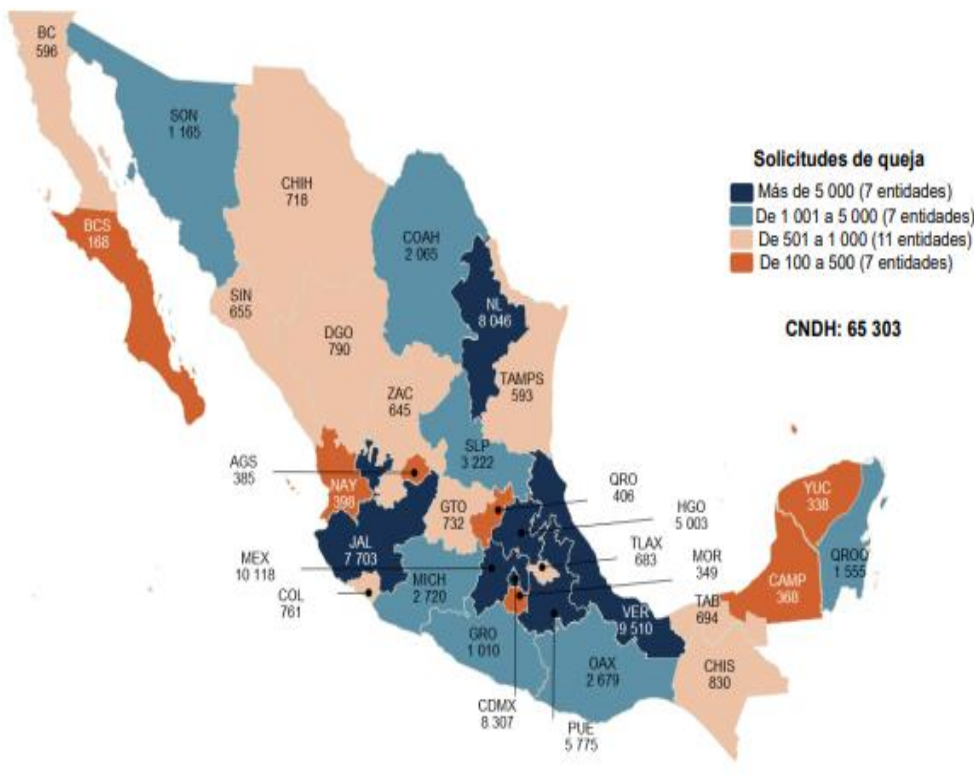 BC
596
SON
1 165
CHIH
718
COAH
2 065
BCS
168
SIN
655
DGO
790
NL
8 046
TAMPS
593
ZAC
645
SLP
3 222
AGS
385
NAY
398
GTO
732
QRO
406
HGO
5 003
JAL
7 703
TLAX
683
MEX
10 118
MICH
2 720
MOR
349
COL
761
GRO
1 010
VER
9 510
OAX
2 679
CDMX
8 307
PUE
5 775
TAB
694
CHIS
830
CAMP
368
YUC
338
QROO
1 555
Solicitudes de queja
Más de 5 000 (7 entidades)
De 1 001 a 5 000 (7 entidades)
De 501 a 1 000 (11 entidades)
De 100 a 500 (7 entidades)
CNDH: 65 303